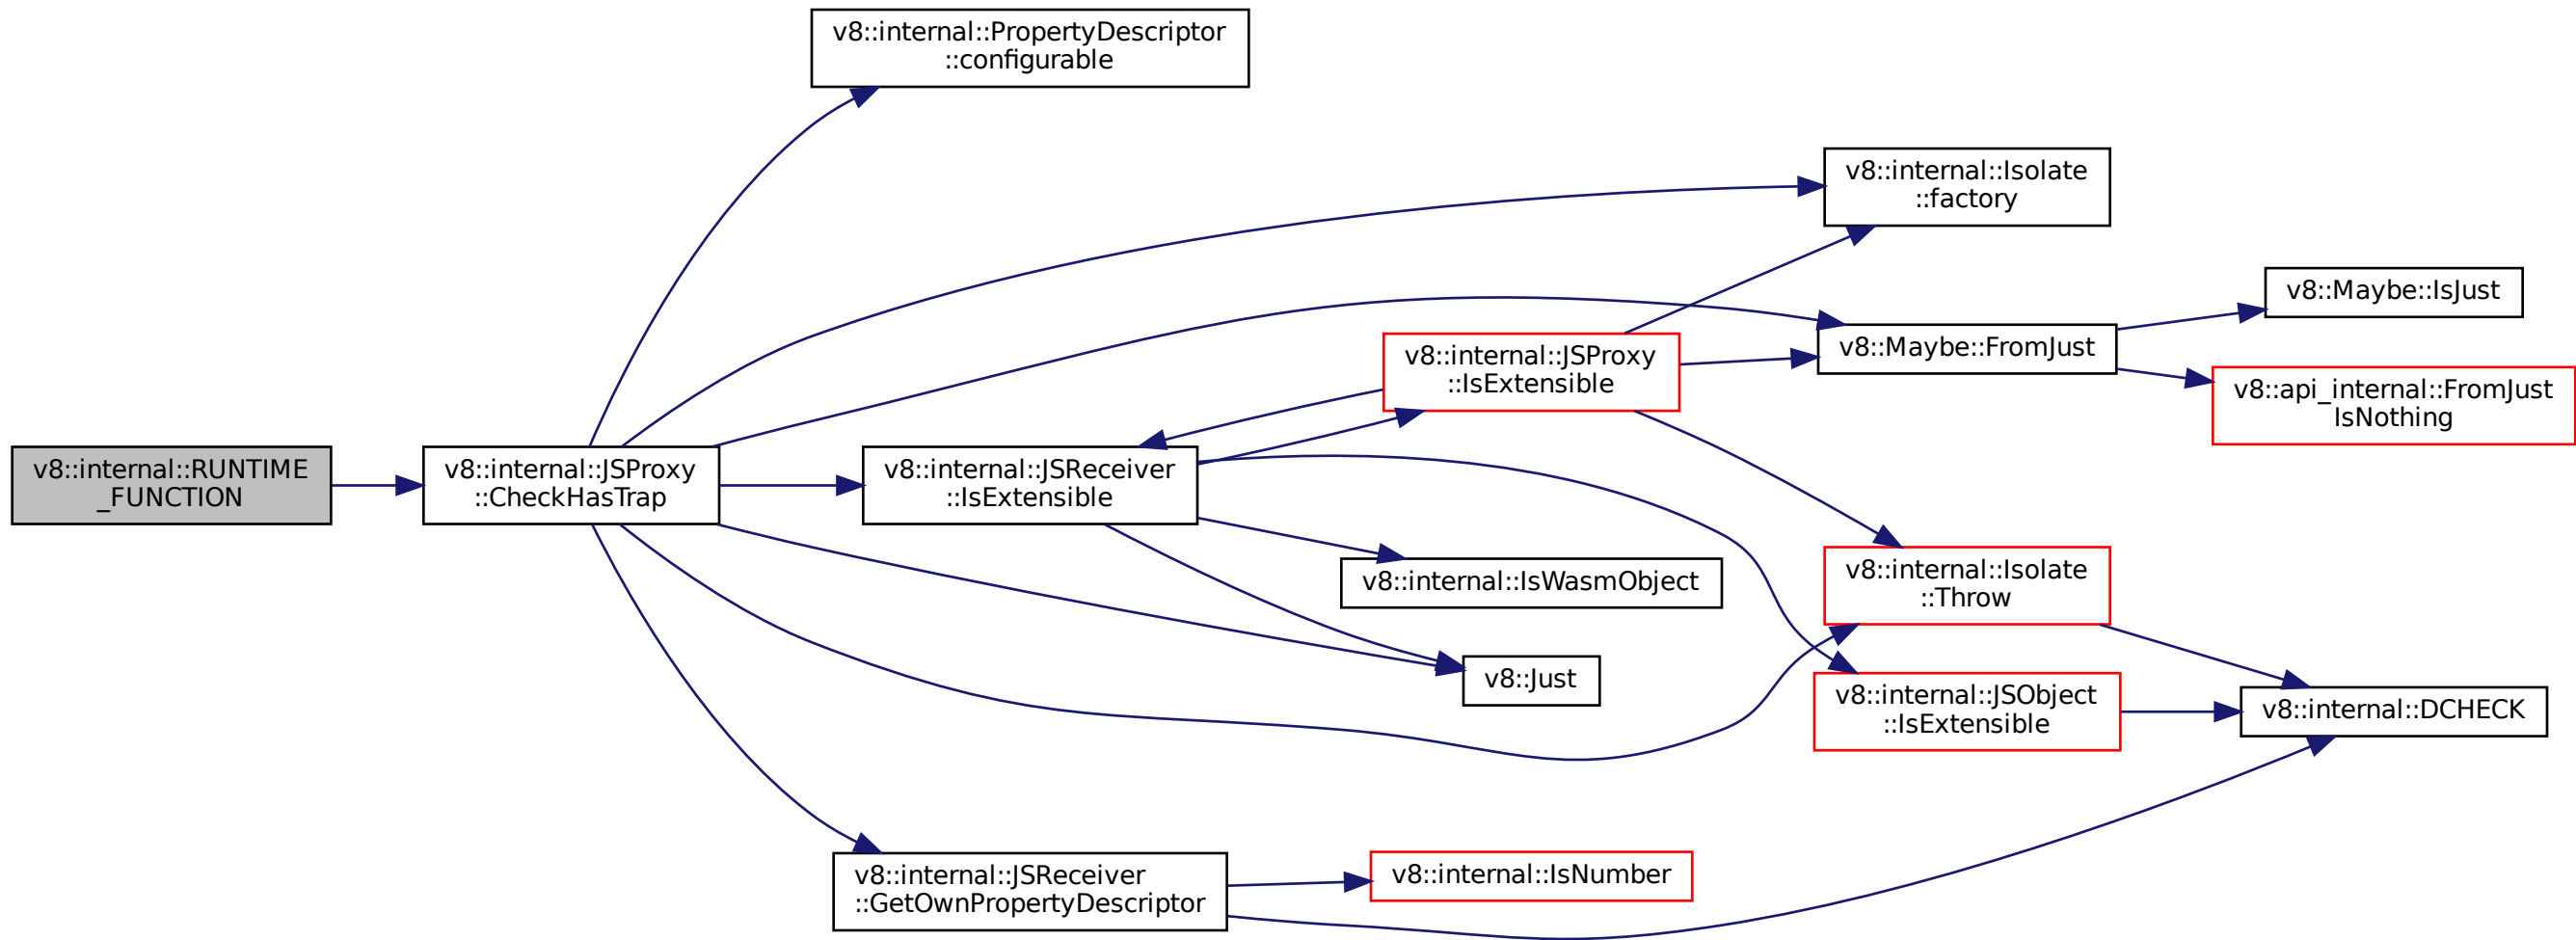 v8::internal::PropertyDescriptor
::configurable
v8::internal::Isolate
::factory
v8::Maybe::IsJust
v8::internal::JSProxy
::IsExtensible
v8::Maybe::FromJust
v8::api_internal::FromJust
IsNothing
v8::internal::RUNTIME
_FUNCTION
v8::internal::JSProxy
::CheckHasTrap
v8::internal::JSReceiver
::IsExtensible
v8::internal::IsWasmObject
v8::internal::Isolate
::Throw
v8::Just
v8::internal::JSObject
::IsExtensible
v8::internal::DCHECK
v8::internal::JSReceiver
::GetOwnPropertyDescriptor
v8::internal::IsNumber